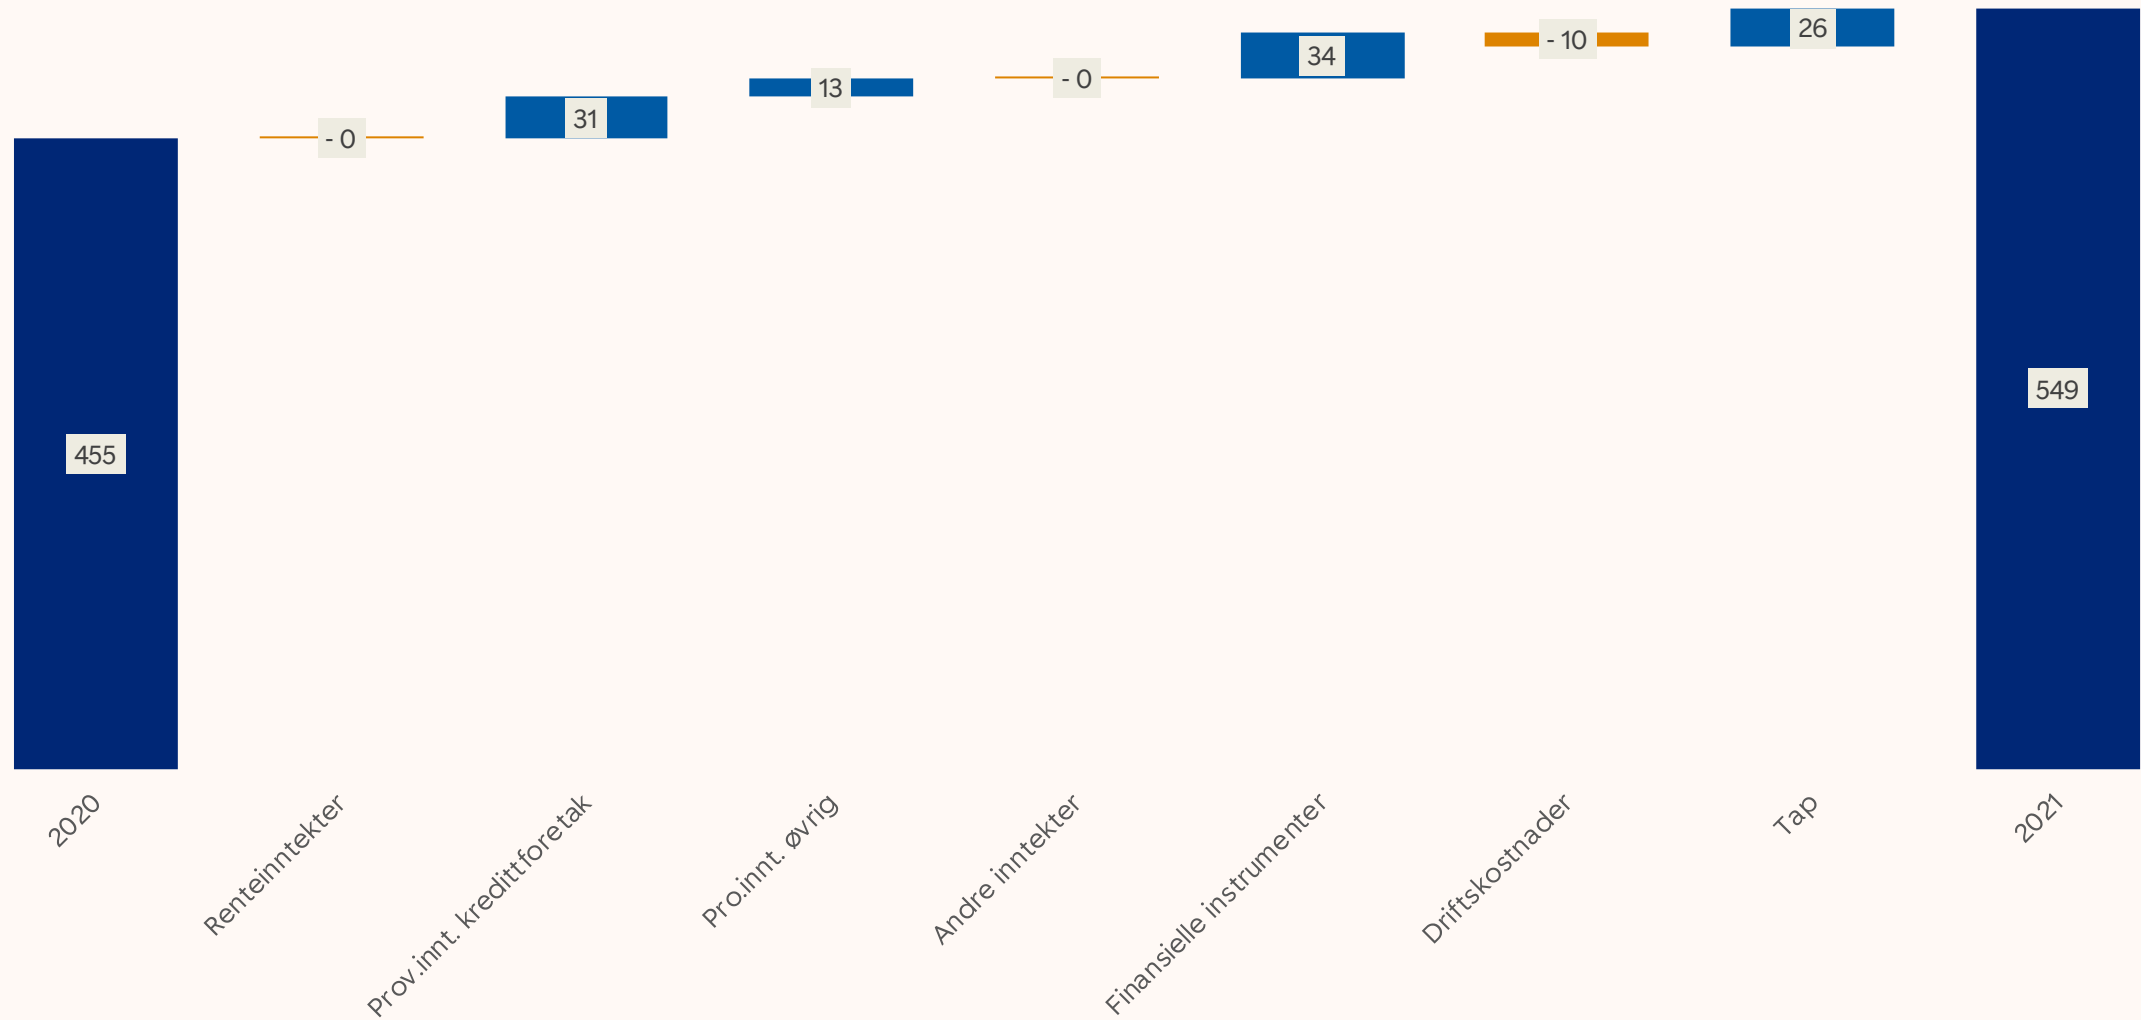 455
- 0
31
13
- 0
34
- 10
26
549
2020
Renteinntekter
Prov.innt. kredittforetak
Pro.innt. øvrig
Andre inntekter
Finansielle instrumenter
Driftskostnader
Tap
2021